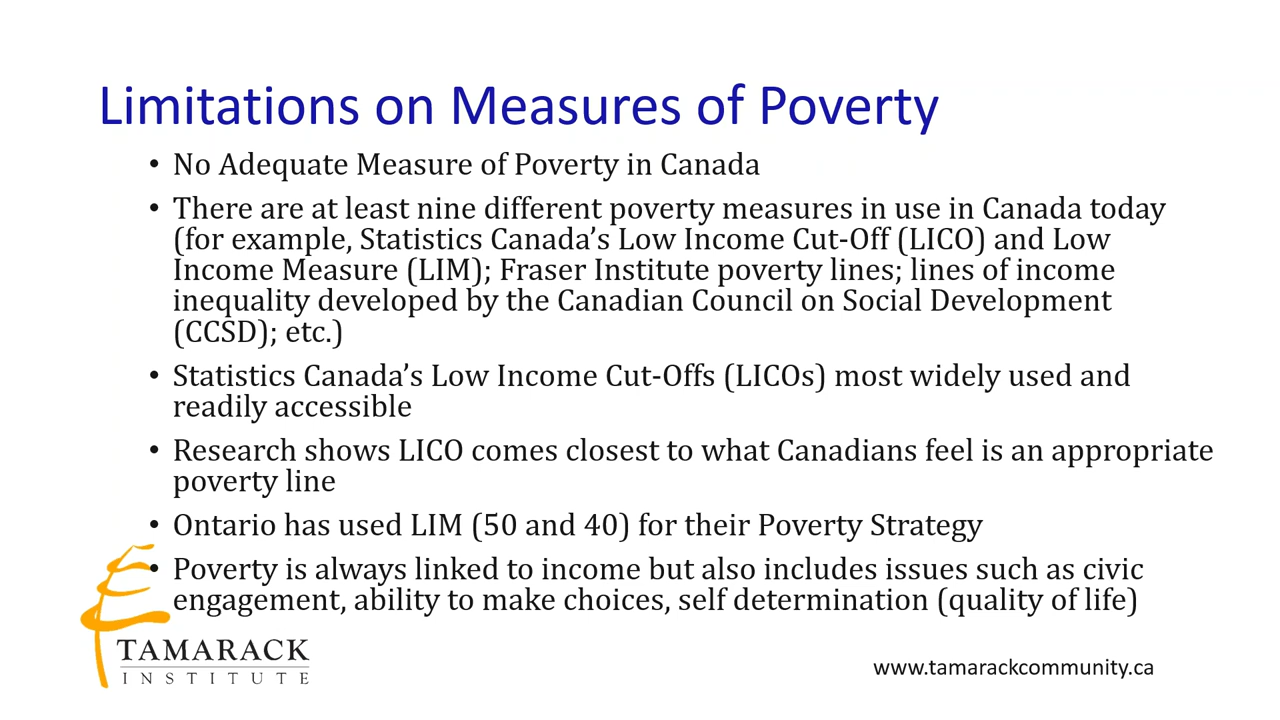 Limitations on Measures of Poverty
• No Adequate Measure of Poverty in Canada
• There are at least nine different poverty measures in use in Canada today
(for example, Statistics Canada’s Low Income Cut-Off (LICO) and Low
Income Measure (LIM); Fraser Institute poverty lines; lines of income
inequality developed by the Canadian Council on Social Development
(CCSD); etc.)
• Statistics Canada’s Low Income Cut-Offs (LICOs) most widely used and
readily accessible
• Research shows LICO comes closest to what Canadians feel is an appropriate
poverty line
• Ontario has used LIM (50 and 40) for their Poverty Strategy
• Poverty is always linked to income but also includes issues such as civic
engagement, ability to make choices, self determination (quality of life)
TAMARACK
INSTITUTE
www.tamarackcommunity.ca